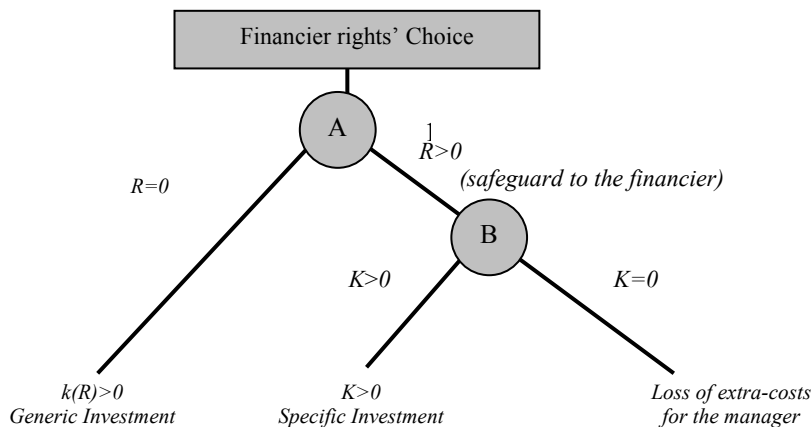 Financier rights’ Choice
A
1
R>0
R=0
(safeguard to the financier)
B
K>0
K=0
k(R)>0
Generic Investment
K>0
Specific Investment
Loss of extra-costs
for the manager